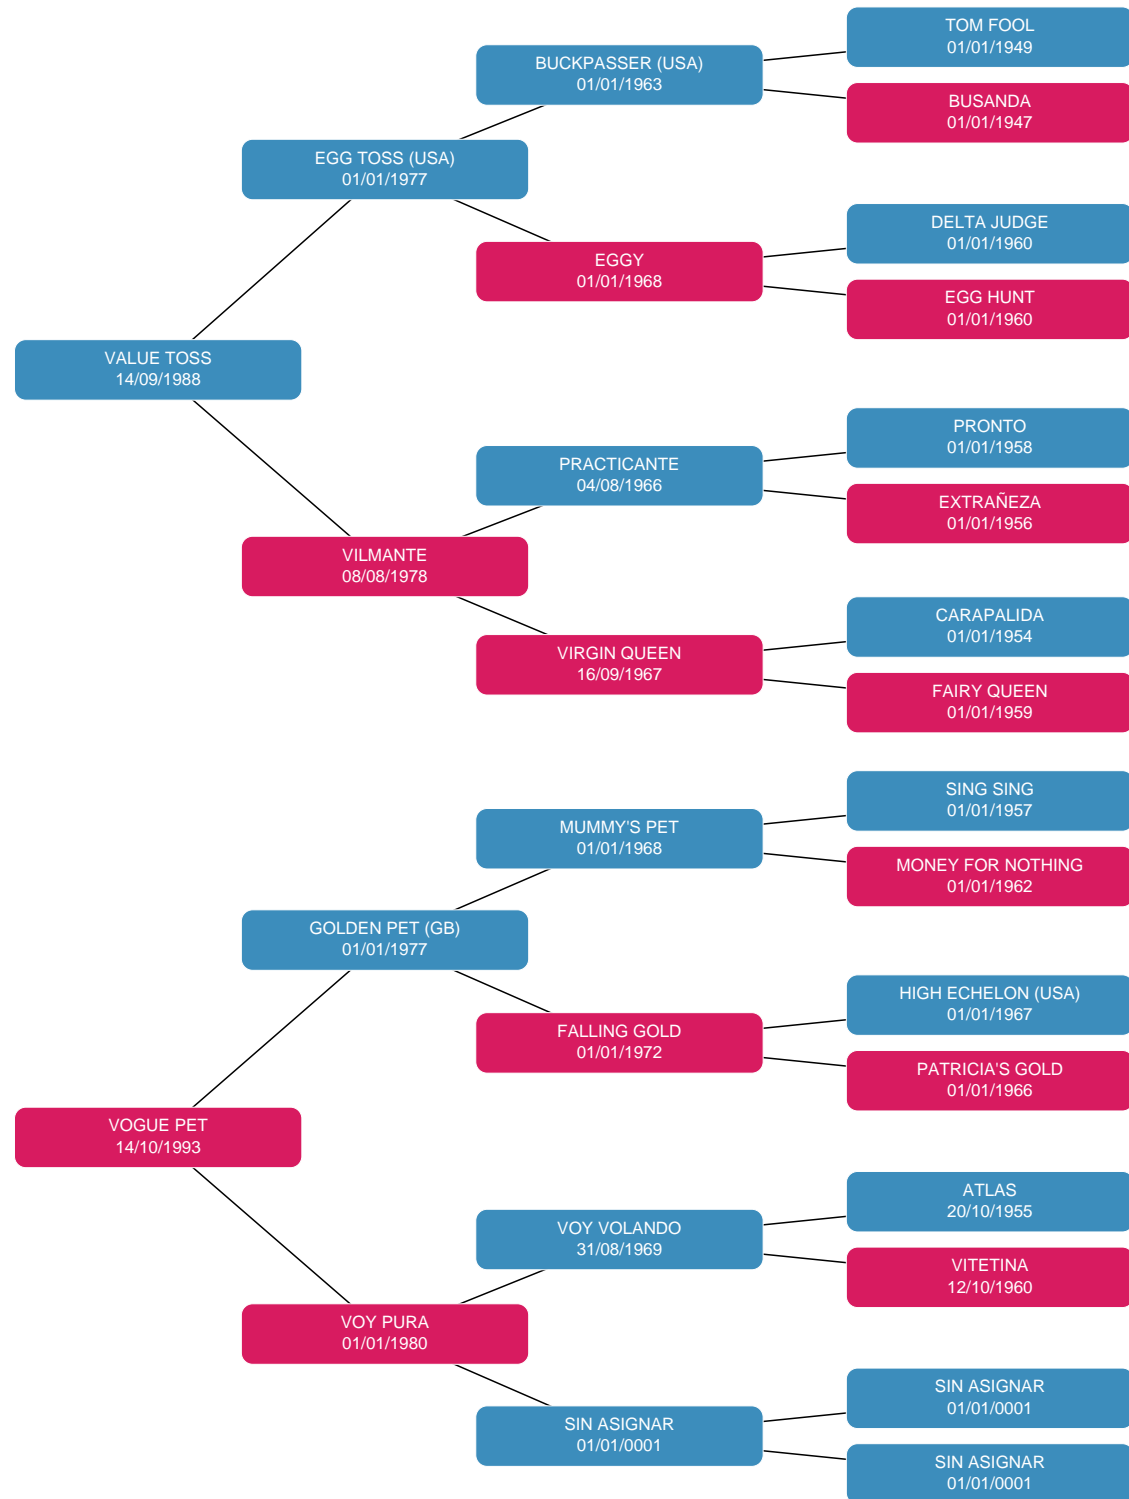 TOM FOOL
01/01/1949
BUCKPASSER (USA)
01/01/1963
BUSANDA
01/01/1947
EGG TOSS (USA)
01/01/1977
DELTA JUDGE
01/01/1960
EGGY
01/01/1968
EGG HUNT
01/01/1960
VALUE TOSS
14/09/1988
PRONTO
01/01/1958
PRACTICANTE
04/08/1966
EXTRAÑEZA
01/01/1956
VILMANTE
08/08/1978
CARAPALIDA
01/01/1954
VIRGIN QUEEN
16/09/1967
FAIRY QUEEN
01/01/1959
SING SING
01/01/1957
MUMMY'S PET
01/01/1968
MONEY FOR NOTHING
01/01/1962
GOLDEN PET (GB)
01/01/1977
HIGH ECHELON (USA)
01/01/1967
FALLING GOLD
01/01/1972
PATRICIA'S GOLD
01/01/1966
VOGUE PET
14/10/1993
ATLAS
20/10/1955
VOY VOLANDO
31/08/1969
VITETINA
12/10/1960
VOY PURA
01/01/1980
SIN ASIGNAR
01/01/0001
SIN ASIGNAR
01/01/0001
SIN ASIGNAR
01/01/0001